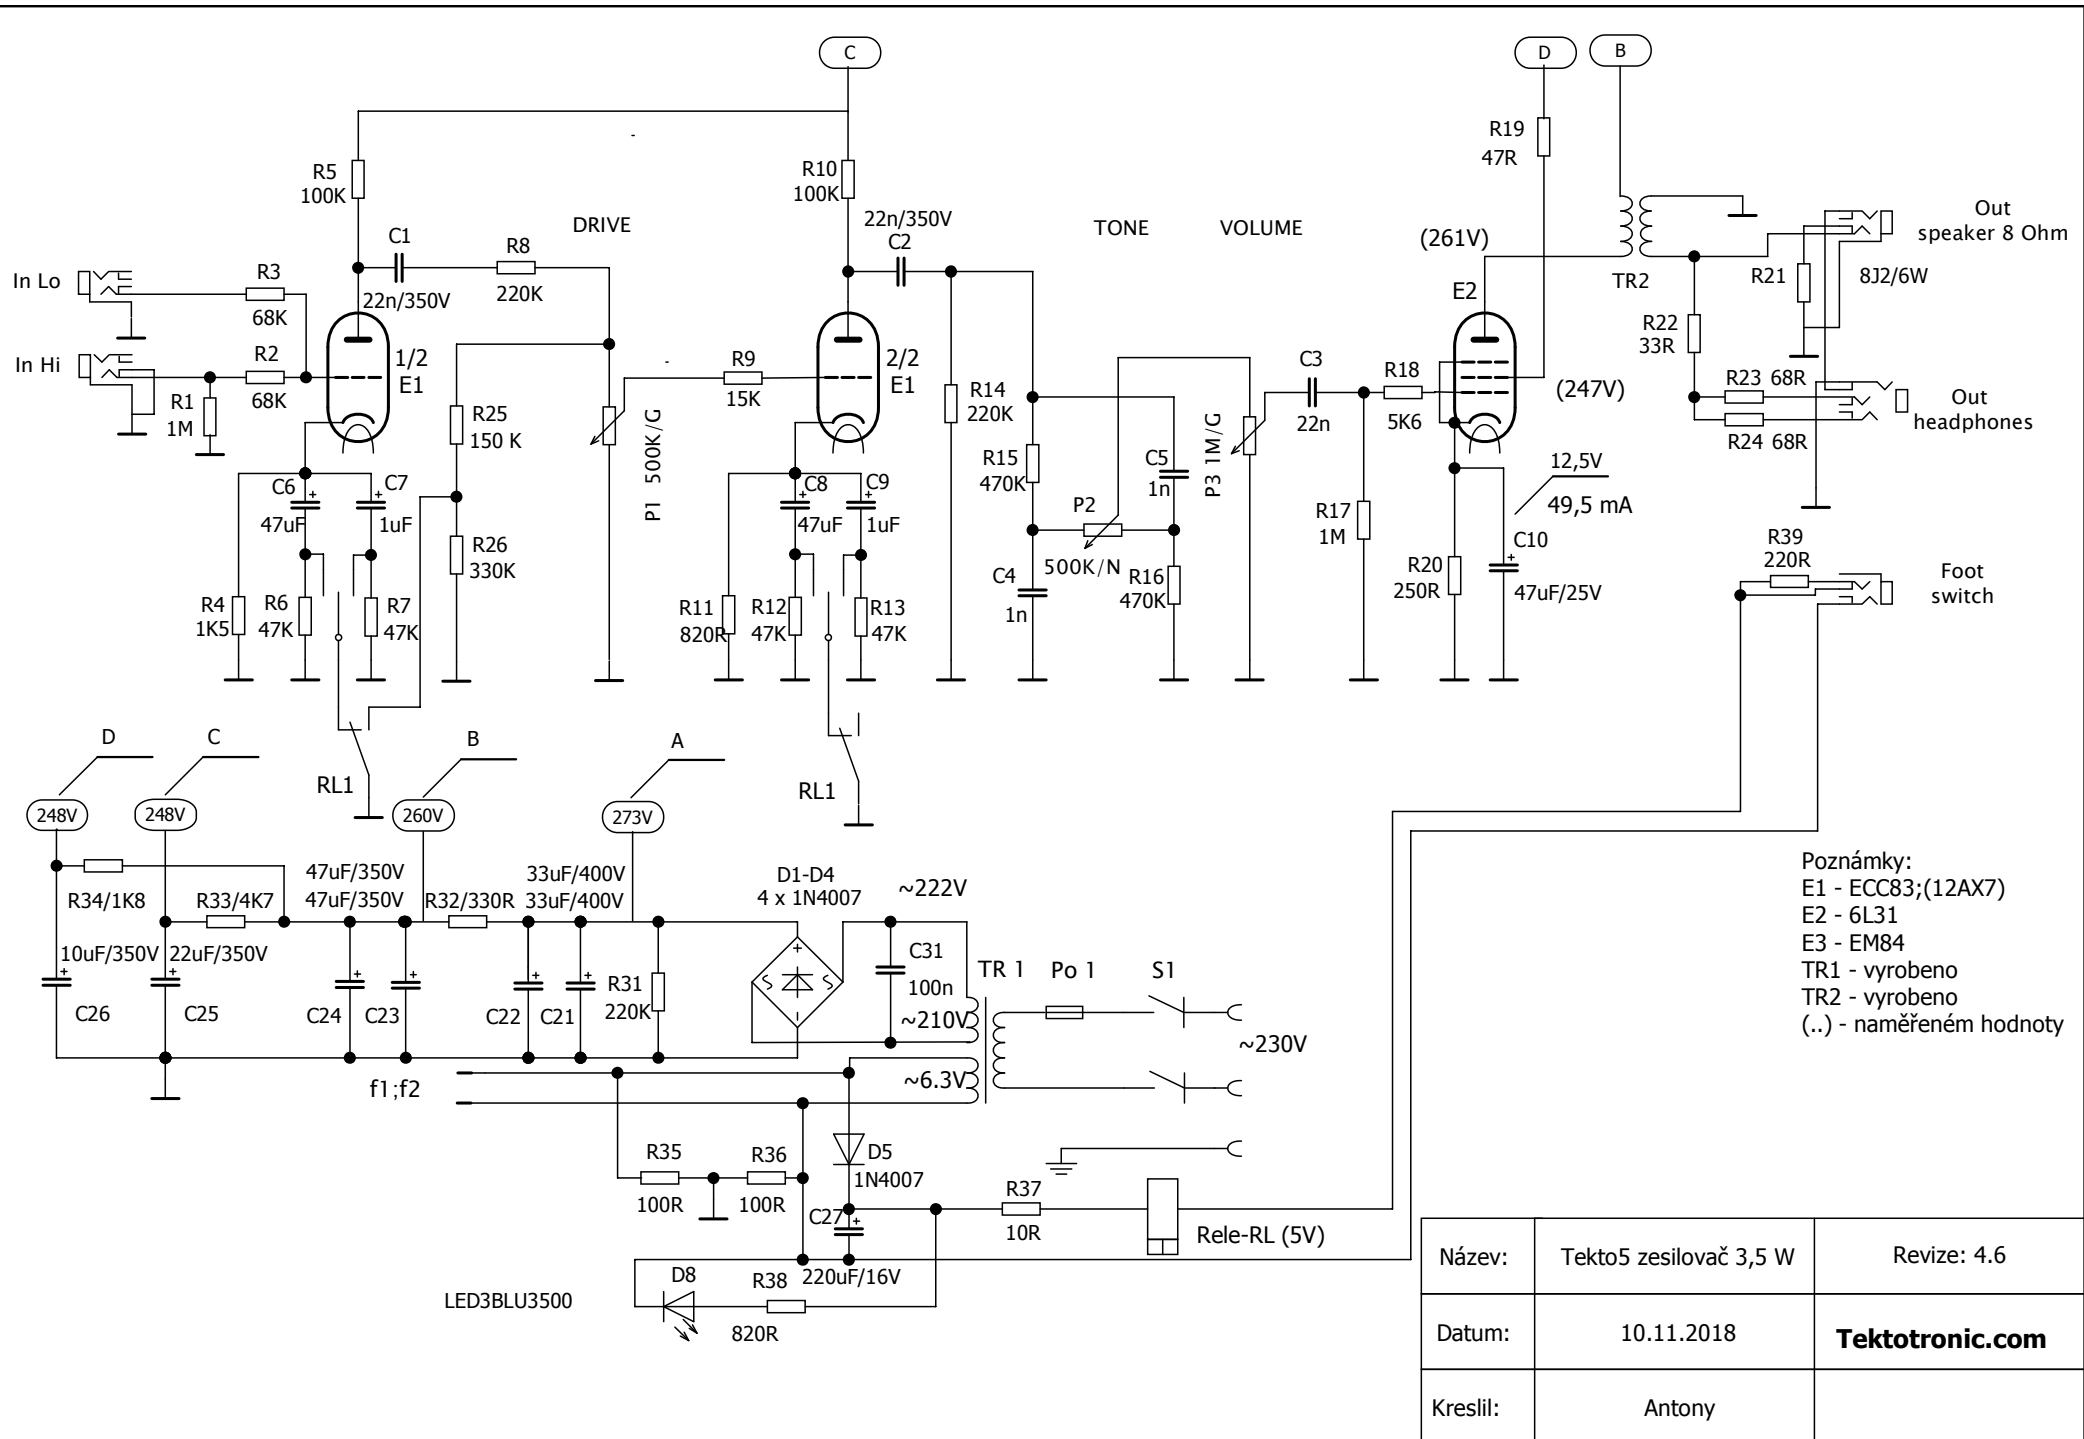 C
D
B
R5
100K
R10
100K
R19
47R
DRIVE
22n/350V
C2
TONE
VOLUME
(261V)
Out
speaker 8 Ohm
C1
R8
220K
22n/350V
In Lo
R3
68K
TR2
R21
8J2/6W
E2
R22
33R
In Hi
R2
68K
R1
1M
1/2
E1
R9
15K
2/2
E1
C3
22n
R18
5K6
(247V)
R23 68R
R24 68R
Out
headphones
R14
220K
R25
150 K
P1 500K/G
P3 1M/G
R15
470K
C5
1n
12,5V
49,5 mA
C6
47uF
C7
1uF
C8
47uF
C9
1uF
P2
500K/N
R17
1M
C10
47uF/25V
R26
330K
R39
220R
Foot
switch
C4
1n
R16
470K
R20
250R
R4
1K5
R6
47K
R7
47K
R11
820R
R12
47K
R13
47K
D
C
B
A
RL1
RL1
248V
248V
260V
273V
R34/1K8
R33/4K7
47uF/350V
47uF/350V
R32/330R
33uF/400V
33uF/400V
D1-D4
4 x 1N4007
~222V
Poznámky:
E1 - ECC83;(12AX7)
E2 - 6L31
E3 - EM84
TR1 - vyrobeno
TR2 - vyrobeno
(..) - naměřeném hodnoty
10uF/350V
22uF/350V
C26
C25
C24
C23
C22
C21
R31
220K
C31
100n
TR 1
Po 1
S1
~210V
~230V
~6.3V
f1;f2
R35
100R
R36
100R
D5
1N4007
C27
220uF/16V
R37
10R
Rele-RL (5V)
D8
R38
820R
LED3BLU3500
Název:
Tekto5 zesilovač 3,5 W
Revize: 4.6
Datum:
10.11.2018
Tektotronic.com
Kreslil:
Antony